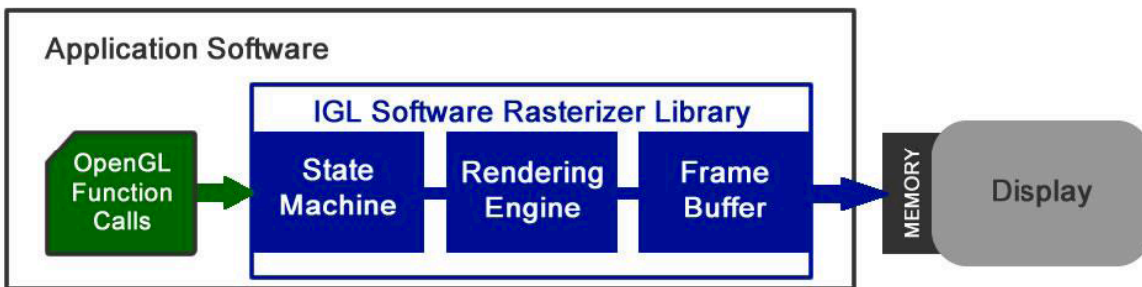 Application Software
IGL Software Rasterizer Library
OpenGL
Function
Calls
State
Machine
Rendering
Engine
Frame
Buffer
MEMORY
Display